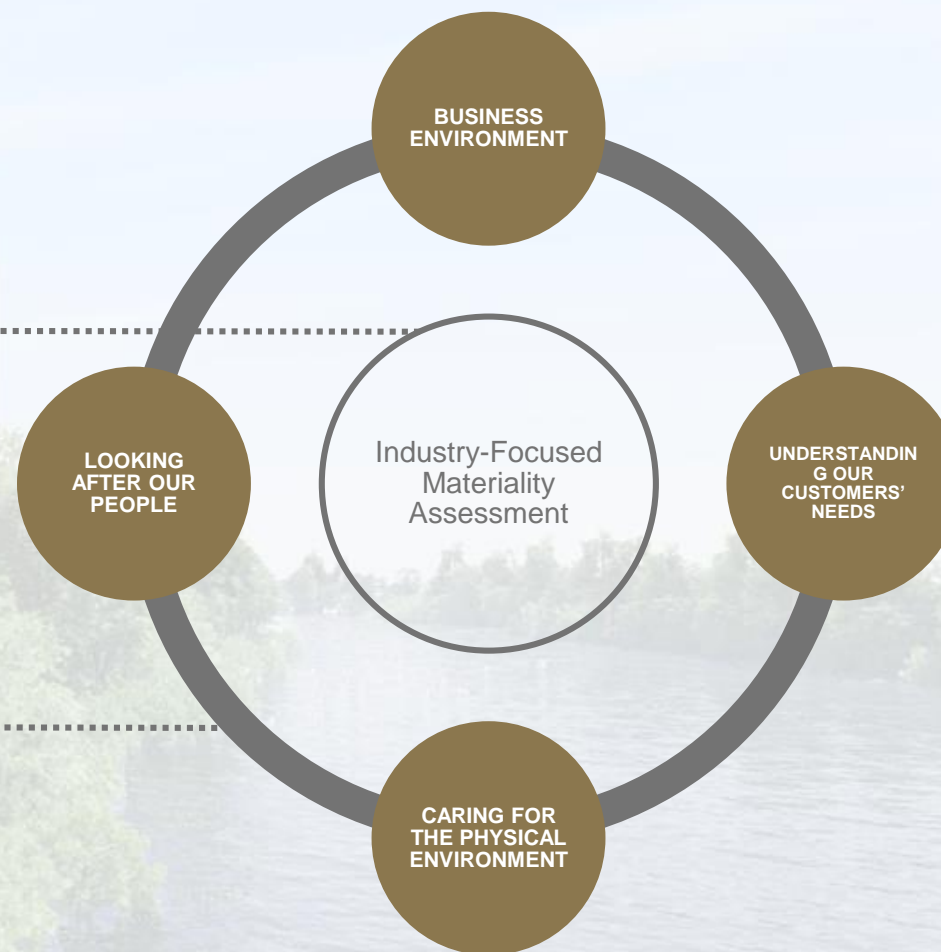 BUSINESS
ENVIRONMENT
LOOKING
AFTER OUR
PEOPLE
Industry-Focused
Materiality
Assessment
UNDERSTANDIN
G OUR
CUSTOMERS’
NEEDS
CARING FOR
THE PHYSICAL
ENVIRONMENT